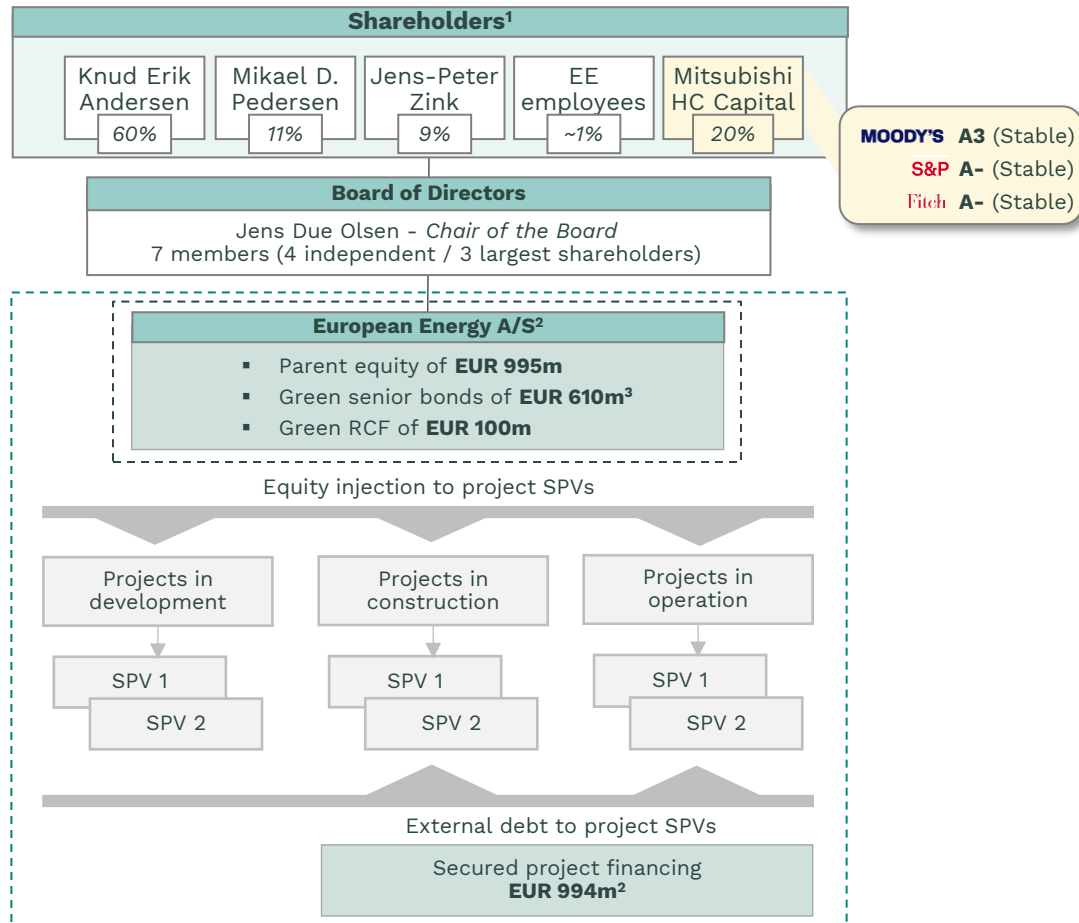 Shareholders¹
Knud Erik
Andersen
60%
Mikael D.
Pedersen
11%
Jens-Peter
Zink
9%
EE
employees
~1%
Mitsubishi
HC Capital
20%
MOODY'S A3 (Stable)
S&P A- (Stable)
Fitch A- (Stable)
Board of Directors
Jens Due Olsen - Chair of the Board
7 members (4 independent / 3 largest shareholders)
European Energy A/S²
▪ Parent equity of EUR 995m
▪ Green senior bonds of EUR 610m³
▪ Green RCF of EUR 100m
Equity injection to project SPVs
Projects in
development
Projects in
construction
Projects in
operation
SPV 1
SPV 2
SPV 1
SPV 2
SPV 1
SPV 2
External debt to project SPVs
Secured project financing
EUR 994m²